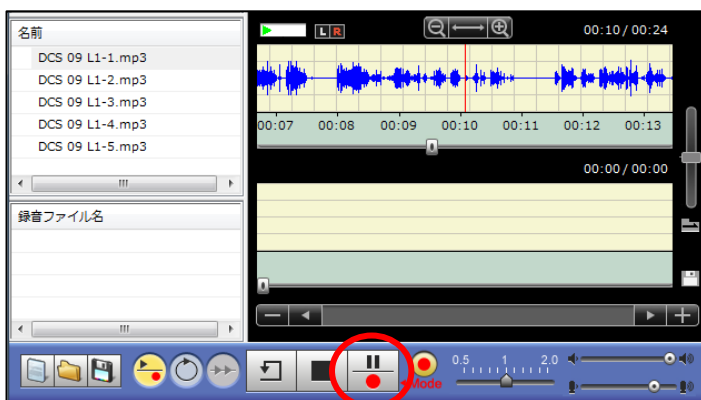 名前
DCS 09 L1-1.mp3
DCS 09 L1-2.mp3
DCS 09 L1-3.mp3
DCS 09 L1-4.mp3
DCS 09 L1-5.mp3
録音ファイル名
L R
00:10 / 00:24
00:07 00:08 00:09 00:10 00:11 00:12 00:13
00:00 / 00:00
Mode
0.5 1 2.0